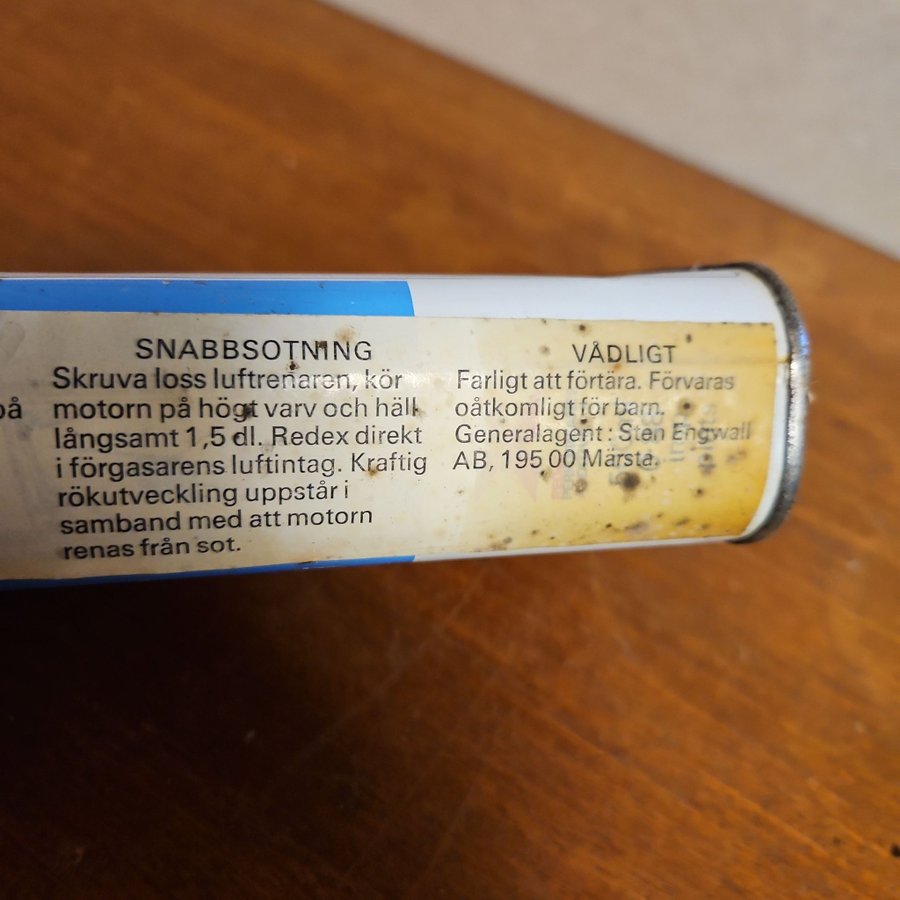 på
SNABBSOTNING
Skruva loss luftrenaren, kör
motorn på högt varv och häll
långsamt 1,5 dl. Redex direkt
i förgasarens luftintag. Kraftig
rökutveckling uppstår i
samband med att motorn
renas från sot.
VÅDLIGT
Farligt att förtära. Förvaras
oåtkomligt för barn.
Generalagent: Sten Engwall
AB, 195 00 Märsta.